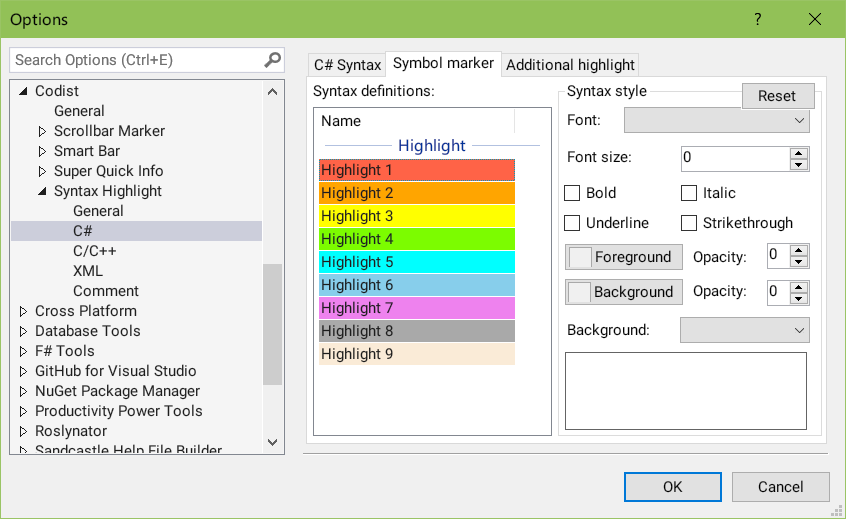 Options
?
Search Options (Ctrl+E)
Codist
General
Scrollbar Marker
Smart Bar
Super Quick Info
Syntax Highlight
General
C#
C/C++
XML
Comment
Cross Platform
Database Tools
F# Tools
GitHub for Visual Studio
NuGet Package Manager
Productivity Power Tools
Roslynator
Sandcastle Help File Builder
C# Syntax Symbol marker Additional highlight
Syntax definitions:
Name
Highlight
Highlight 1
Highlight 2
Highlight 3
Highlight 4
Highlight 5
Highlight 6
Highlight 7
Highlight 8
Highlight 9
Syntax style Reset
Font:
Font size: 0
Bold Italic
Underline Strikethrough
Foreground Opacity: 0
Background Opacity: 0
Background:
OK Cancel